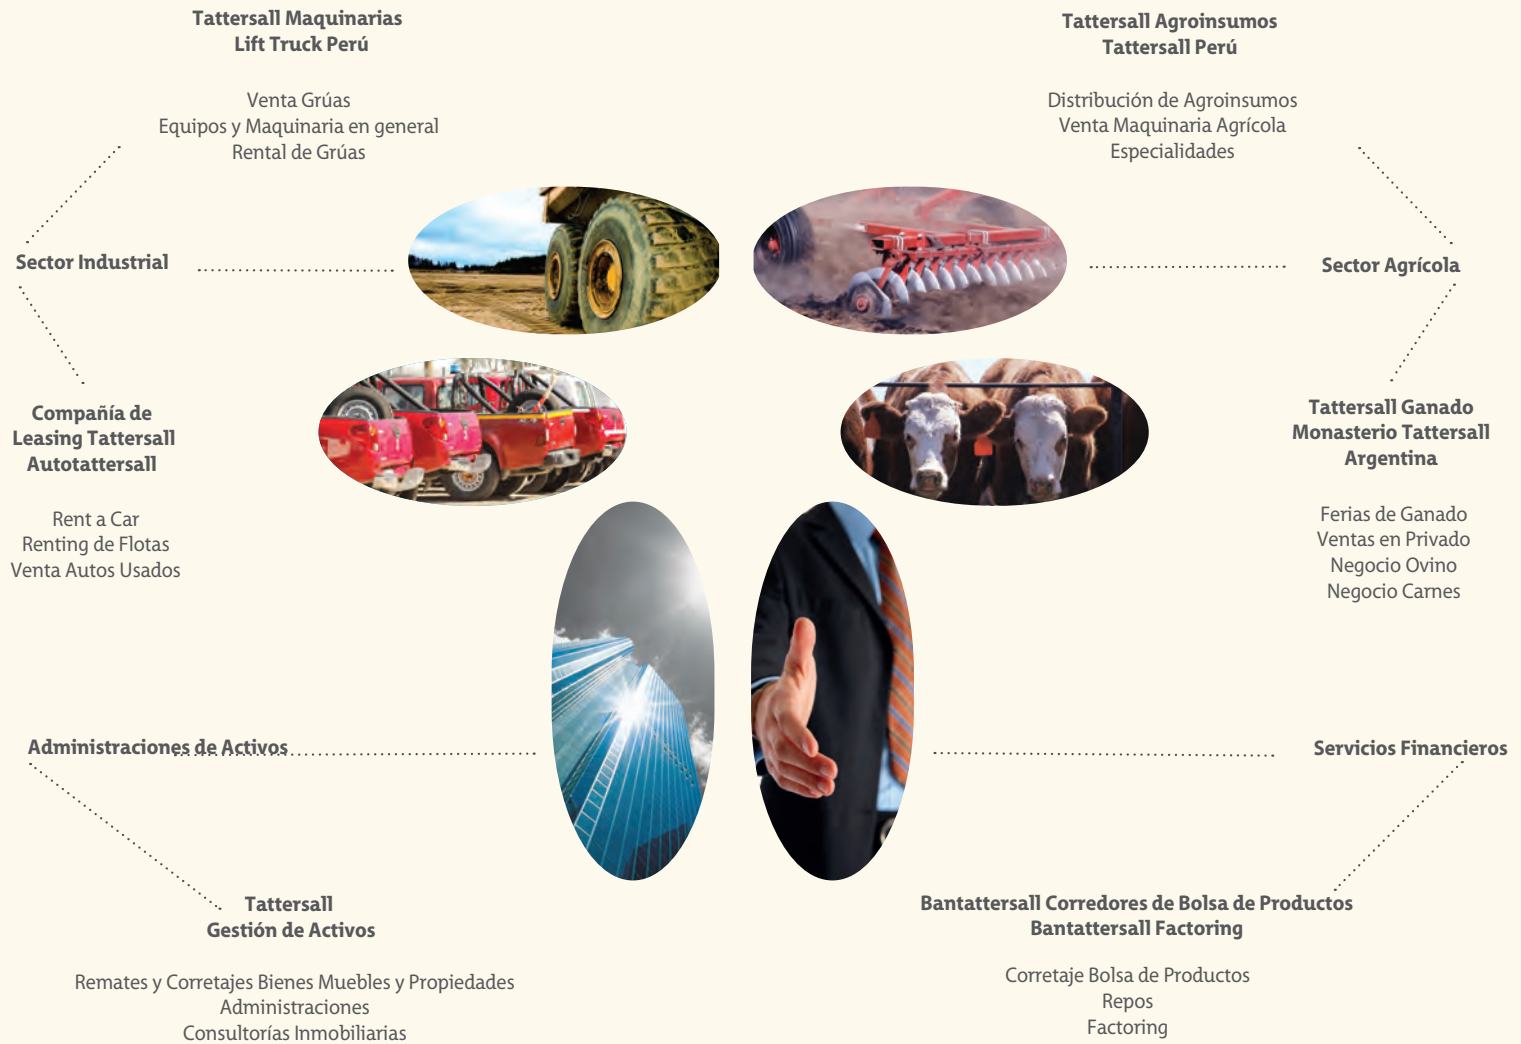 Tattersall Maquinarias
Lift Truck Perú
Venta Grúas
Equipos y Maquinaria en general
Rental de Grúas
Sector Industrial
Compañía de
Leasing Tattersall
Autotattersall
Rent a Car
Renting de Flotas
Venta Autos Usados
Tattersall Agroinsumos
Tattersall Perú
Distribución de Agroinsumos
Venta Maquinaria Agrícola
Especialidades
Sector Agrícola
Tattersall Ganado
Monasterio Tattersall
Argentina
Ferias de Ganado
Ventas en Privado
Negocio Ovino
Negocio Carnes
Administraciones de Activos
Tattersall
Gestión de Activos
Remates y Corretajes Bienes Muebles y Propiedades
Administraciones
Consultorías Inmobiliarias
Servicios Financieros
Bantattersall Corredores de Bolsa de Productos
Bantattersall Factoring
Corretaje Bolsa de Productos
Repos
Factoring